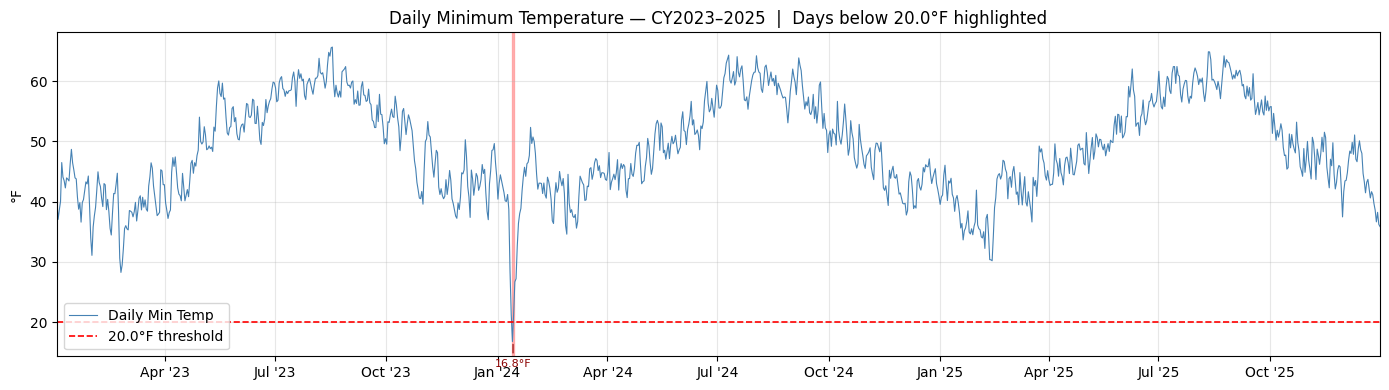 Daily Minimum Temperature — CY2023–2025 | Days below 20.0°F highlighted
°F
60
50
40
30
20
Daily Min Temp
20.0°F threshold
16.8°F
Apr '23
Jul '23
Oct '23
Jan '24
Apr '24
Jul '24
Oct '24
Jan '25
Apr '25
Jul '25
Oct '25